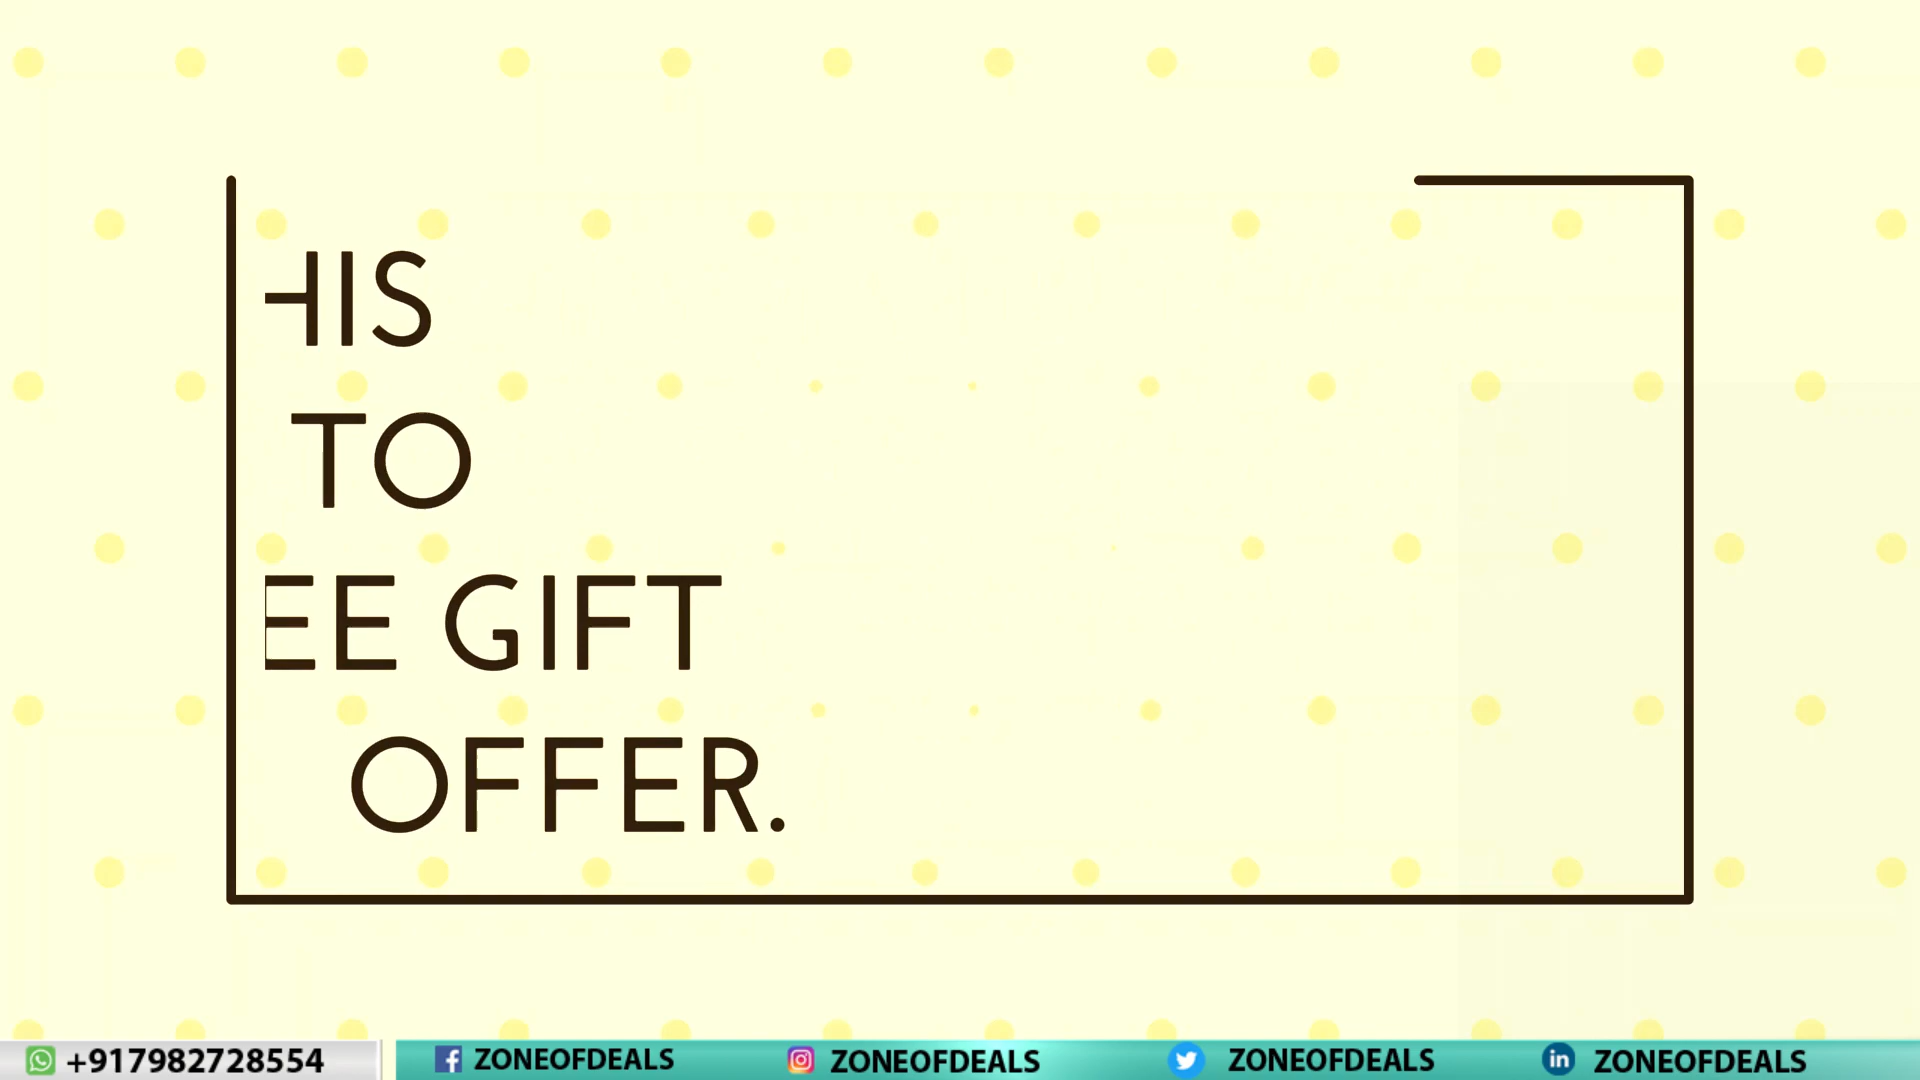 HIS
TO
EE GIFT
OFFER.
+917982728554 ZONEOFDEALS ZONEOFDEALS ZONEOFDEALS ZONEOFDEALS